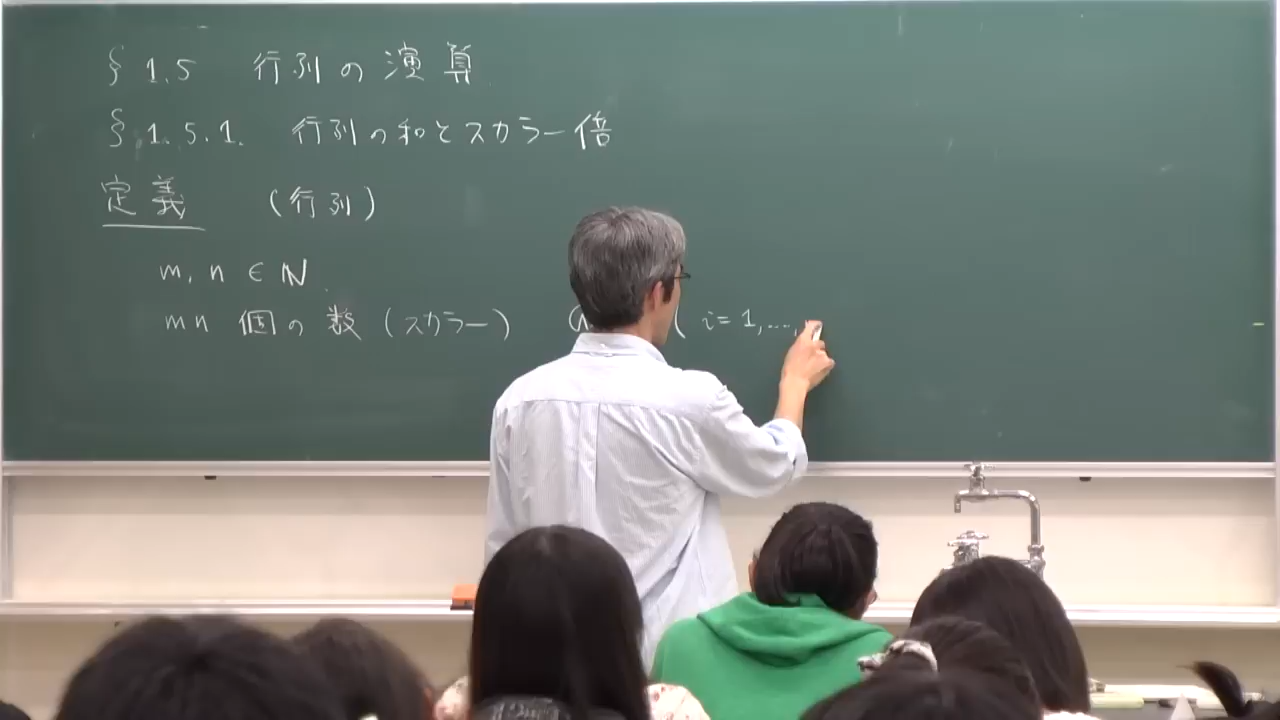 §1.5 行列の演算
§1.5.1. 行列の和とスカラー倍
定義 (行列)
m, n ∈ ℕ.
mn 個の数 (スカラー) ( i = 1, ...,